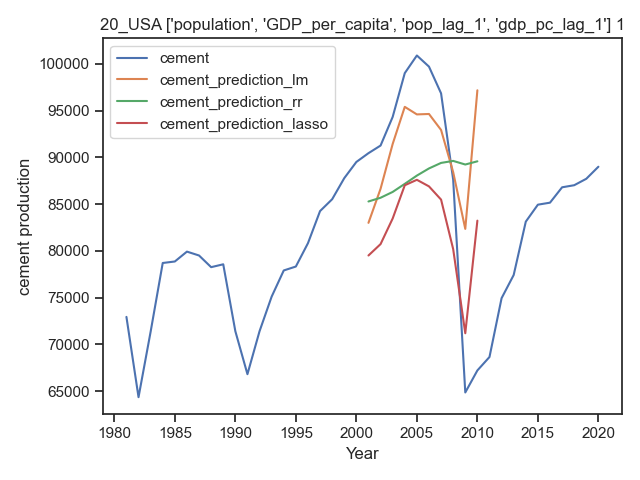 20_USA ['population', 'GDP_per_capita', 'pop_lag_1', 'gdp_pc_lag_1'] 1
cement
cement_prediction_lm
cement_prediction_rr
cement_prediction_lasso
100000
95000
90000
85000
80000
75000
70000
65000
cement production
1980 1985 1990 1995 2000 2005 2010 2015 2020
Year